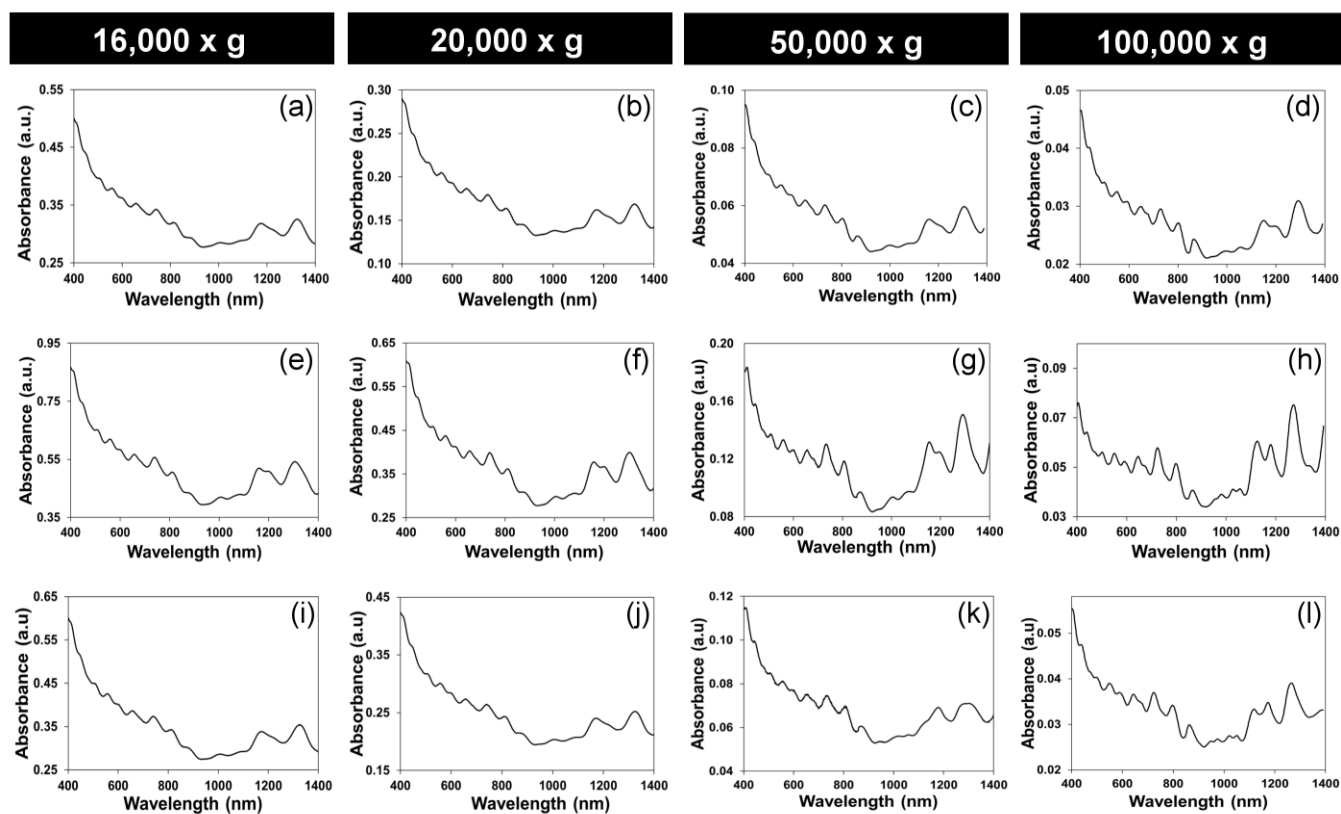 16,000 x g
20,000 x g
50,000 x g
100,000 x g
(a)
Absorbance (a.u.)
0.55
0.45
0.35
0.25
400 600 800 1000 1200 1400
Wavelength (nm)
(b)
Absorbance (a.u.)
0.30
0.25
0.20
0.15
0.10
400 600 800 1000 1200 1400
Wavelength (nm)
(c)
Absorbance (a.u.)
0.10
0.08
0.06
0.04
400 600 800 1000 1200 1400
Wavelength (nm)
(d)
Absorbance (a.u.)
0.05
0.04
0.03
0.02
400 600 800 1000 1200 1400
Wavelength (nm)
(e)
Absorbance (a.u.)
0.95
0.75
0.55
0.35
400 600 800 1000 1200 1400
Wavelength (nm)
(f)
Absorbance (a.u)
0.65
0.55
0.45
0.35
0.25
400 600 800 1000 1200 1400
Wavelength (nm)
(g)
Absorbance (a.u)
0.20
0.16
0.12
0.08
400 600 800 1000 1200 1400
Wavelength (nm)
(h)
Absorbance (a.u)
0.09
0.07
0.05
0.03
400 600 800 1000 1200 1400
Wavelength (nm)
(i)
Absorbance (a.u)
0.65
0.55
0.45
0.35
0.25
400 600 800 1000 1200 1400
Wavelength (nm)
(j)
Absorbance (a.u)
0.45
0.35
0.25
0.15
400 600 800 1000 1200 1400
Wavelength (nm)
(k)
Absorbance (a.u)
0.12
0.10
0.08
0.06
0.04
400 600 800 1000 1200 1400
Wavelength (nm)
(l)
Absorbance (a.u)
0.05
0.04
0.03
0.02
400 600 800 1000 1200 1400
Wavelength (nm)